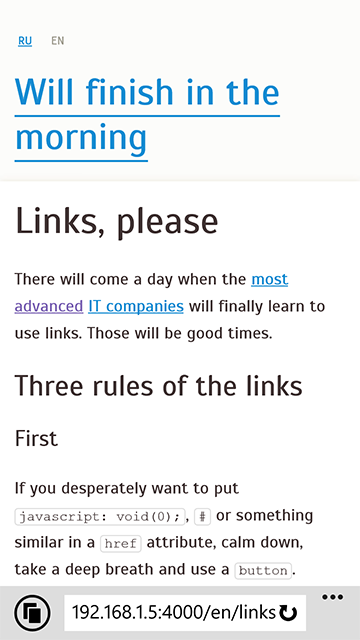 RU EN
Will finish in the
morning
Links, please
There will come a day when the most
advanced IT companies will finally learn to
use links. Those will be good times.
Three rules of the links
First
If you desperately want to put
javascript: void(0);, # or something
similar in a href attribute, calm down,
take a deep breath and use a button.
192.168.1.5:4000/en/links